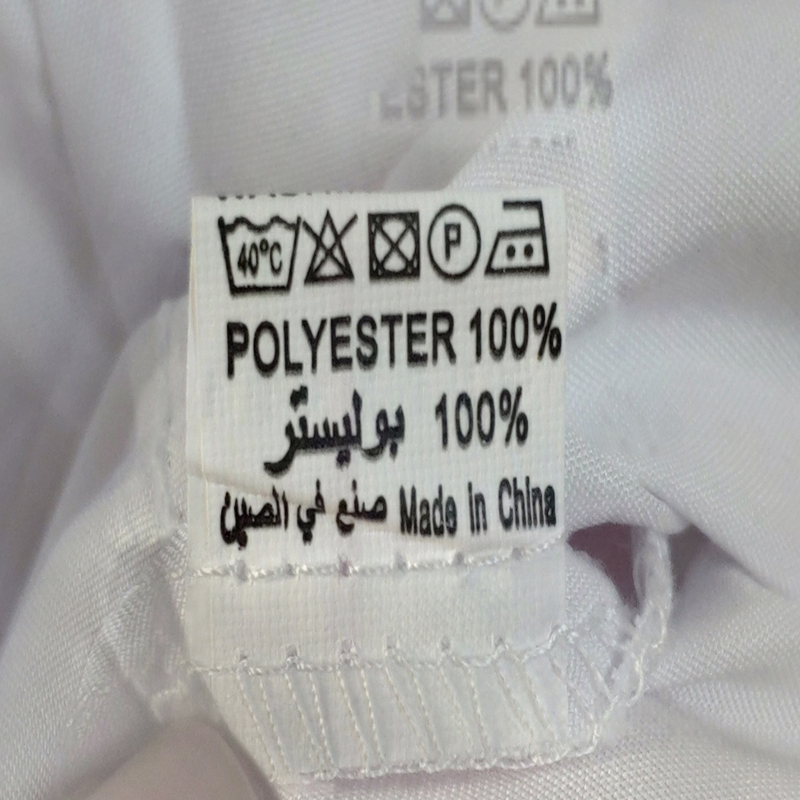 ESTER 100%
40°C P
POLYESTER 100%
بوليستر 100%
صنع في الصين Made in China